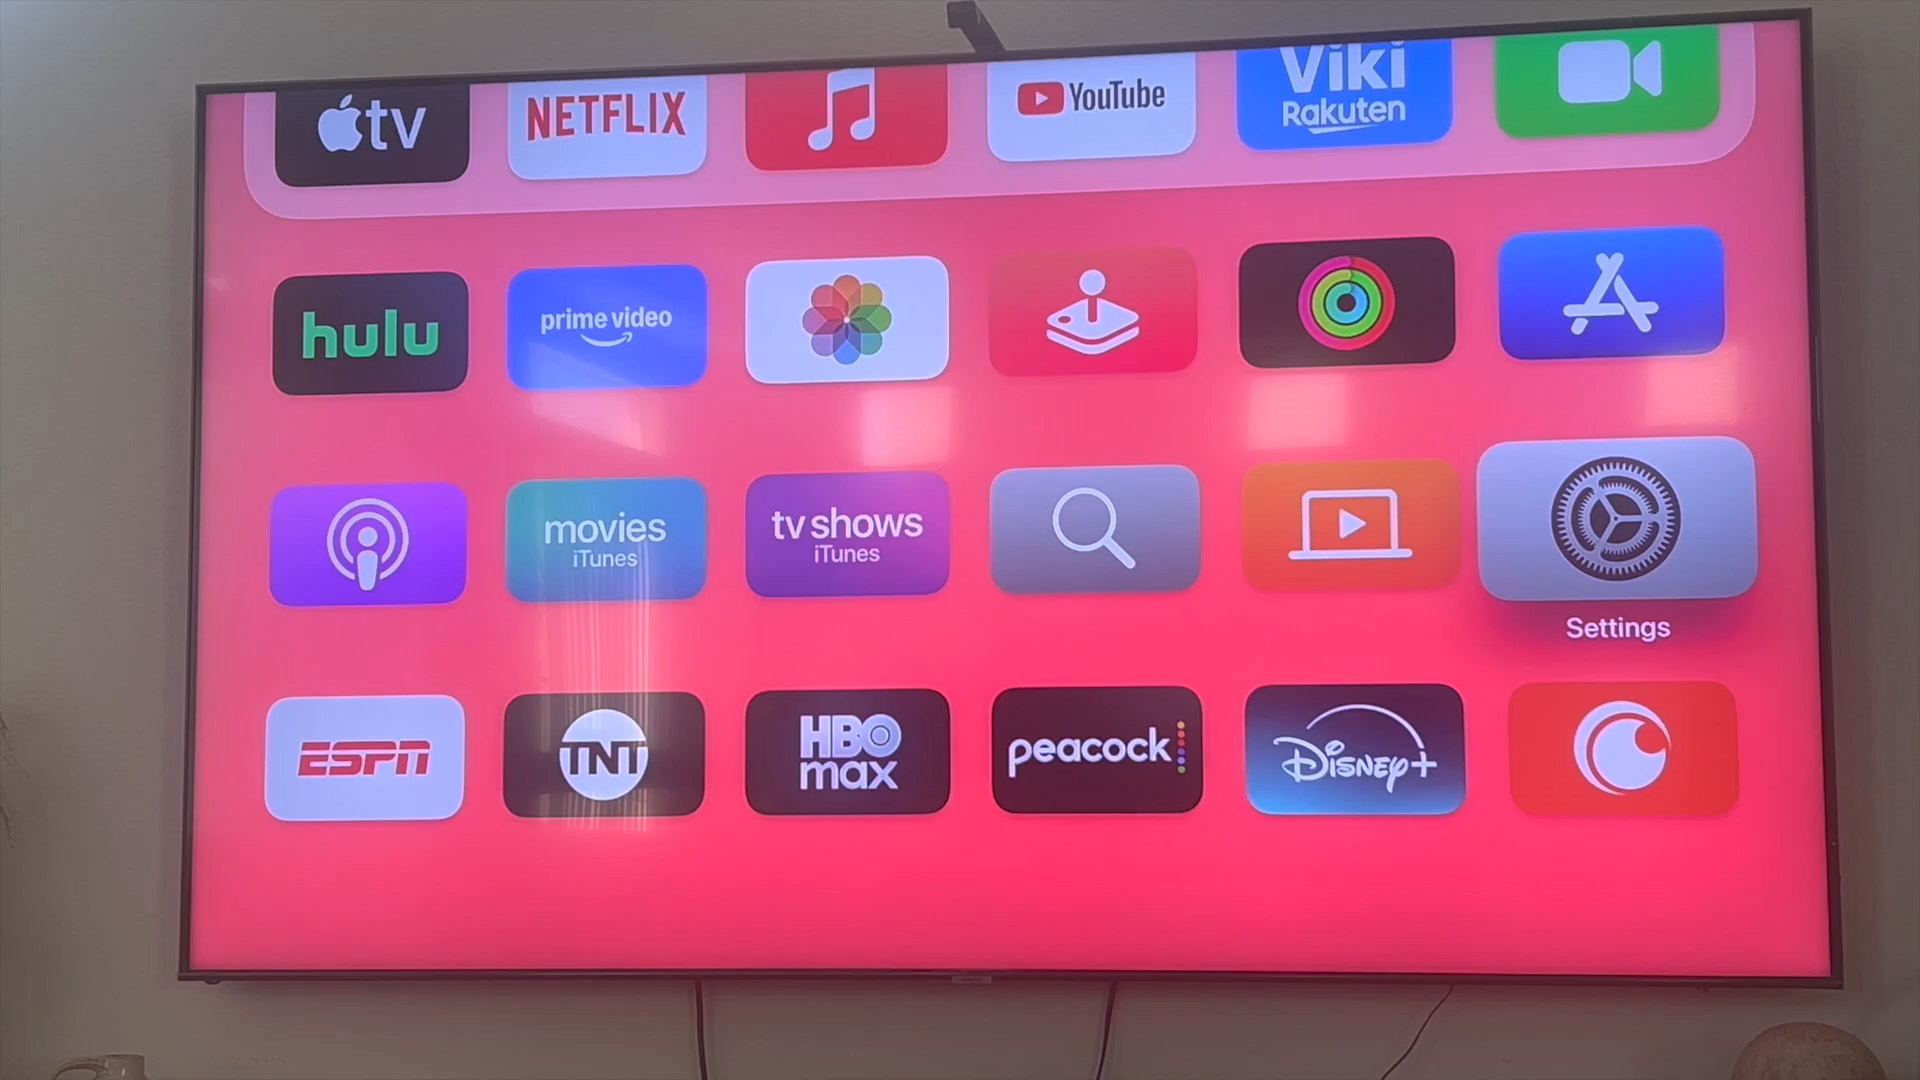 tv
NETFLIX
YouTube
Viki
Rakuten
hulu
prime video
movies
iTunes
tv shows
iTunes
Settings
ESPN
TNT
HBO
max
peacock
Disney+